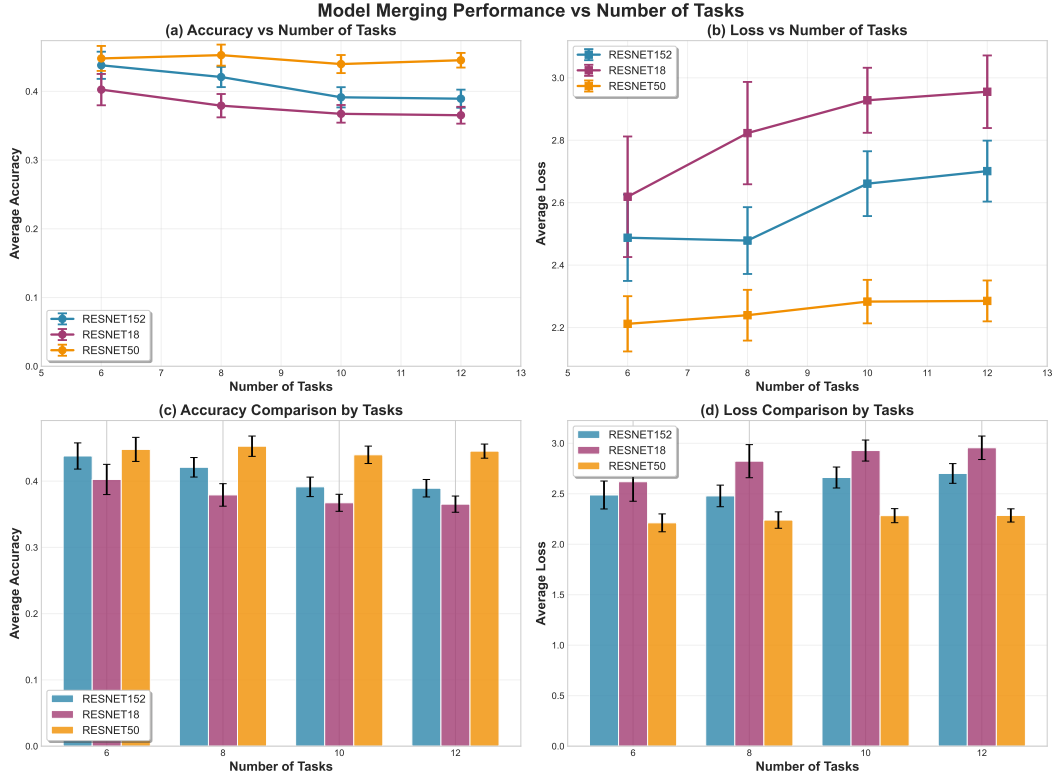 Model Merging Performance vs Number of Tasks
(a) Accuracy vs Number of Tasks
Average Accuracy
0.4
0.3
0.2
0.1
0.0
RESNET152
RESNET18
RESNET50
5 6 7 8 9 10 11 12 13
Number of Tasks
(b) Loss vs Number of Tasks
RESNET152
RESNET18
RESNET50
Average Loss
3.0
2.8
2.6
2.4
2.2
5 6 7 8 9 10 11 12 13
Number of Tasks
(c) Accuracy Comparison by Tasks
Average Accuracy
0.4
0.3
0.2
0.1
0.0
RESNET152
RESNET18
RESNET50
6 8 10 12
Number of Tasks
(d) Loss Comparison by Tasks
RESNET152
RESNET18
RESNET50
Average Loss
3.0
2.5
2.0
1.5
1.0
0.5
0.0
6 8 10 12
Number of Tasks